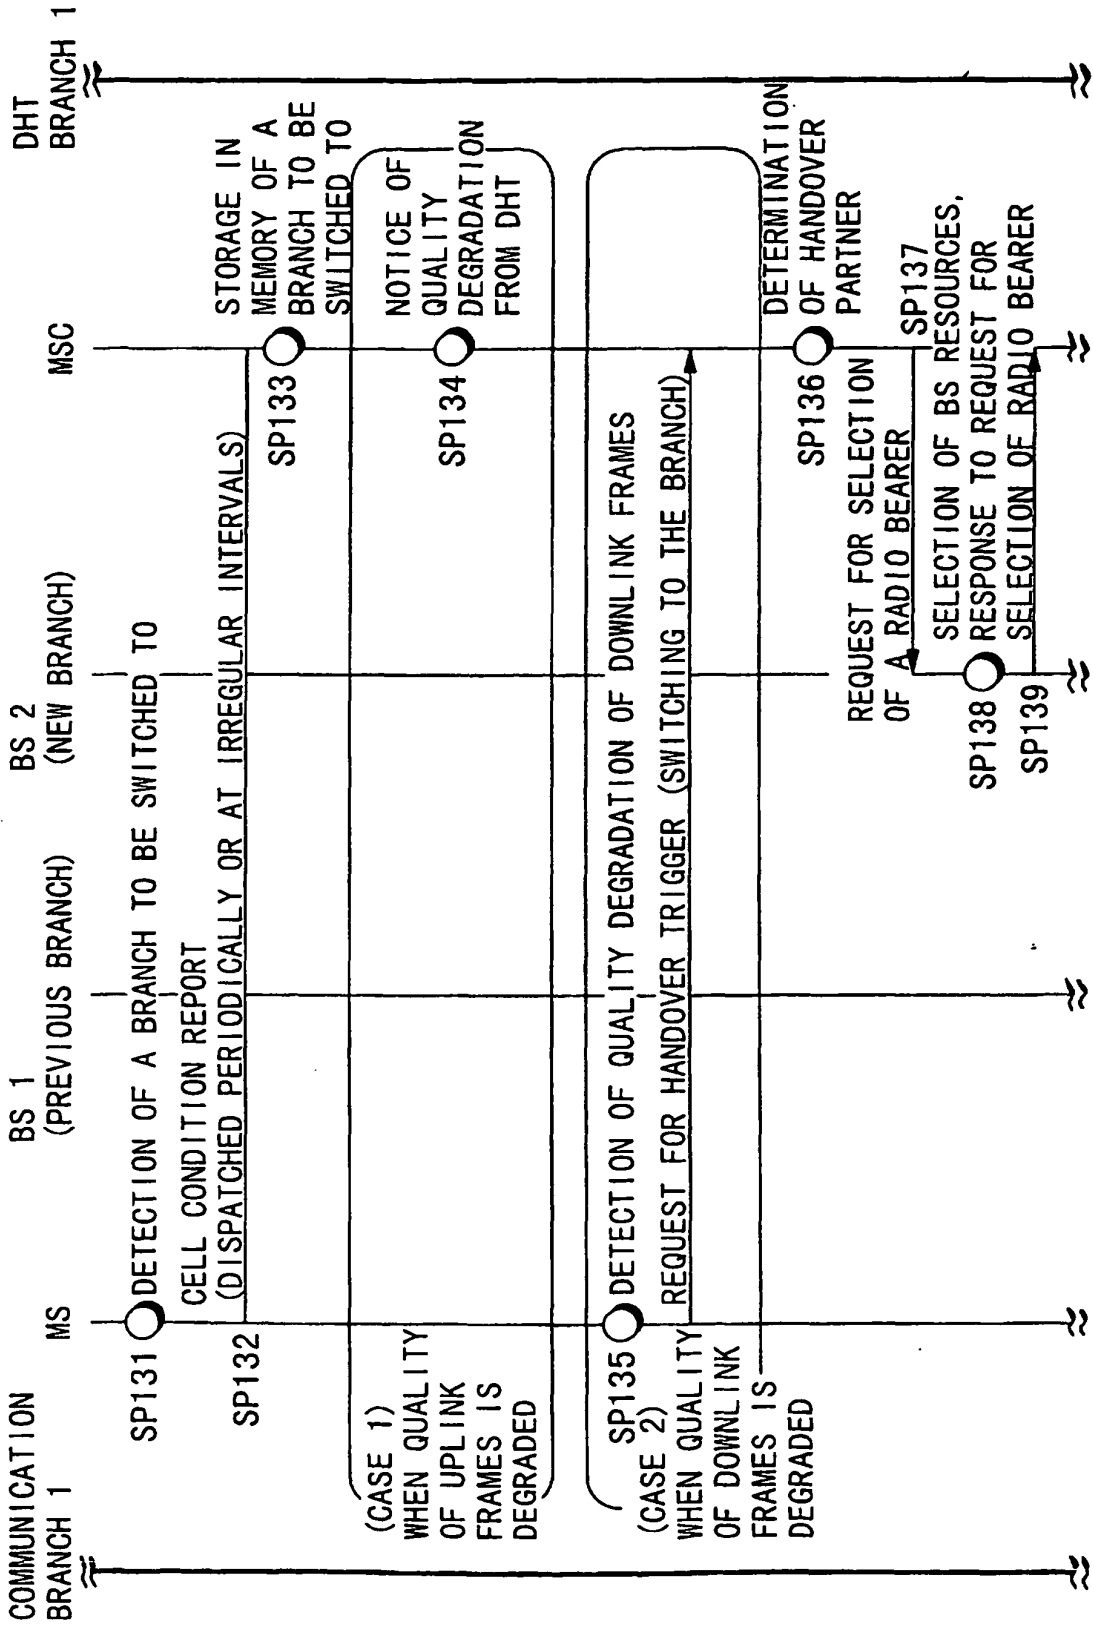 COMMUNICATION
BRANCH 1
MS
BS 1
(PREVIOUS BRANCH)
BS 2
(NEW BRANCH)
MSC
DHT
BRANCH 1
SP131
DETECTION OF A BRANCH TO BE SWITCHED TO
CELL CONDITION REPORT
(DISPATCHED PERIODICALLY OR AT IRREGULAR INTERVALS)
SP132
STORAGE IN
MEMORY OF A
BRANCH TO BE
SWITCHED TO
SP133
(CASE 1)
WHEN QUALITY
OF UPLINK
FRAMES IS
DEGRADED
NOTICE OF
QUALITY
DEGRADATION
FROM DHT
SP134
SP135
DETECTION OF QUALITY DEGRADATION OF DOWNLINK FRAMES
(CASE 2)
WHEN QUALITY
OF DOWNLINK
FRAMES IS
DEGRADED
REQUEST FOR HANDOVER TRIGGER (SWITCHING TO THE BRANCH)
DETERMINATION
OF HANDOVER
PARTNER
SP136
REQUEST FOR SELECTION
OF A RADIO BEARER
SP137
SELECTION OF BS RESOURCES,
RESPONSE TO REQUEST FOR
SELECTION OF RADIO BEARER
SP138
SP139